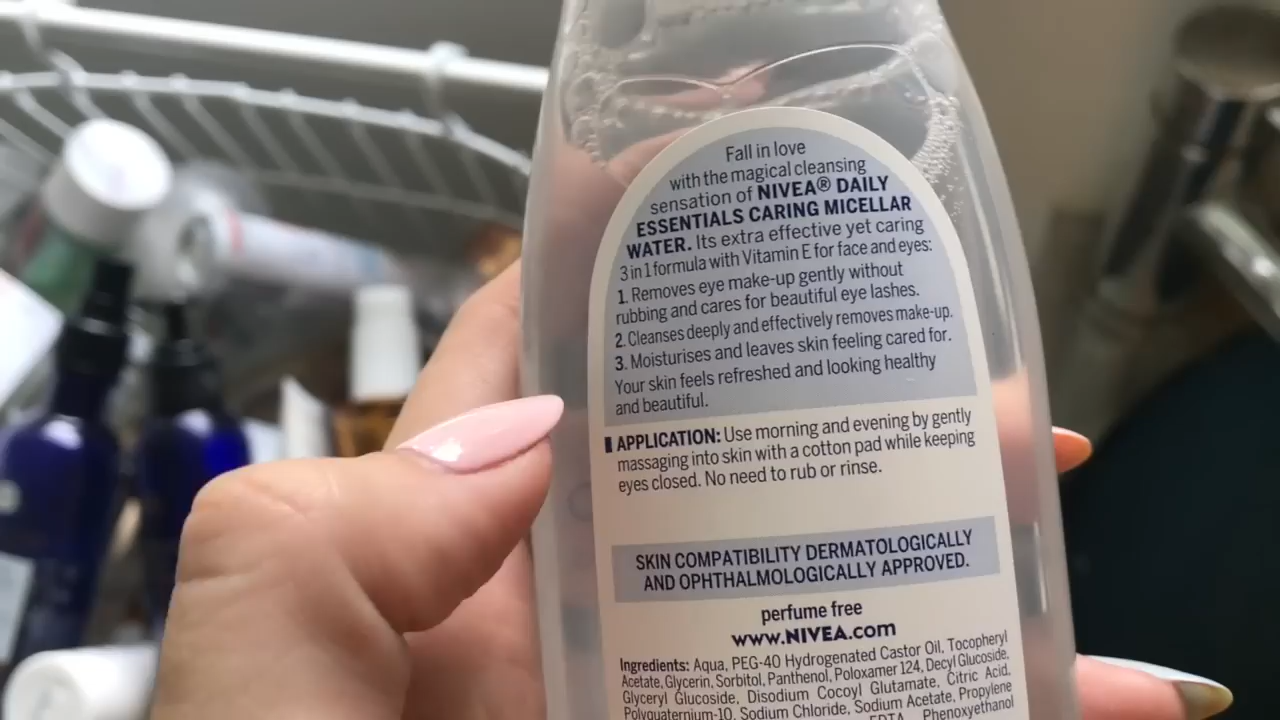 Fall in love
with the magical cleansing
sensation of NIVEA® DAILY
ESSENTIALS CARING MICELLAR
WATER. Its extra effective yet caring
3 in 1 formula with Vitamin E for face and eyes:
1. Removes eye make-up gently without
rubbing and cares for beautiful eye lashes.
2. Cleanses deeply and effectively removes make-up.
3. Moisturises and leaves skin feeling cared for.
Your skin feels refreshed and looking healthy
and beautiful.
APPLICATION: Use morning and evening by gently
massaging into skin with a cotton pad while keeping
eyes closed. No need to rub or rinse.
SKIN COMPATIBILITY DERMATOLOGICALLY
AND OPHTHALMOLOGICALLY APPROVED.
perfume free
www.NIVEA.com
Ingredients: Aqua, PEG-40 Hydrogenated Castor Oil, Tocopheryl
Acetate, Glycerin, Sorbitol, Panthenol, Poloxamer 124, Decyl Glucoside,
Glyceryl Glucoside, Disodium Cocoyl Glutamate, Citric Acid,
Polyquaternium-10, Sodium Chloride, Sodium Acetate, Propylene
EDTA, Phenoxyethanol